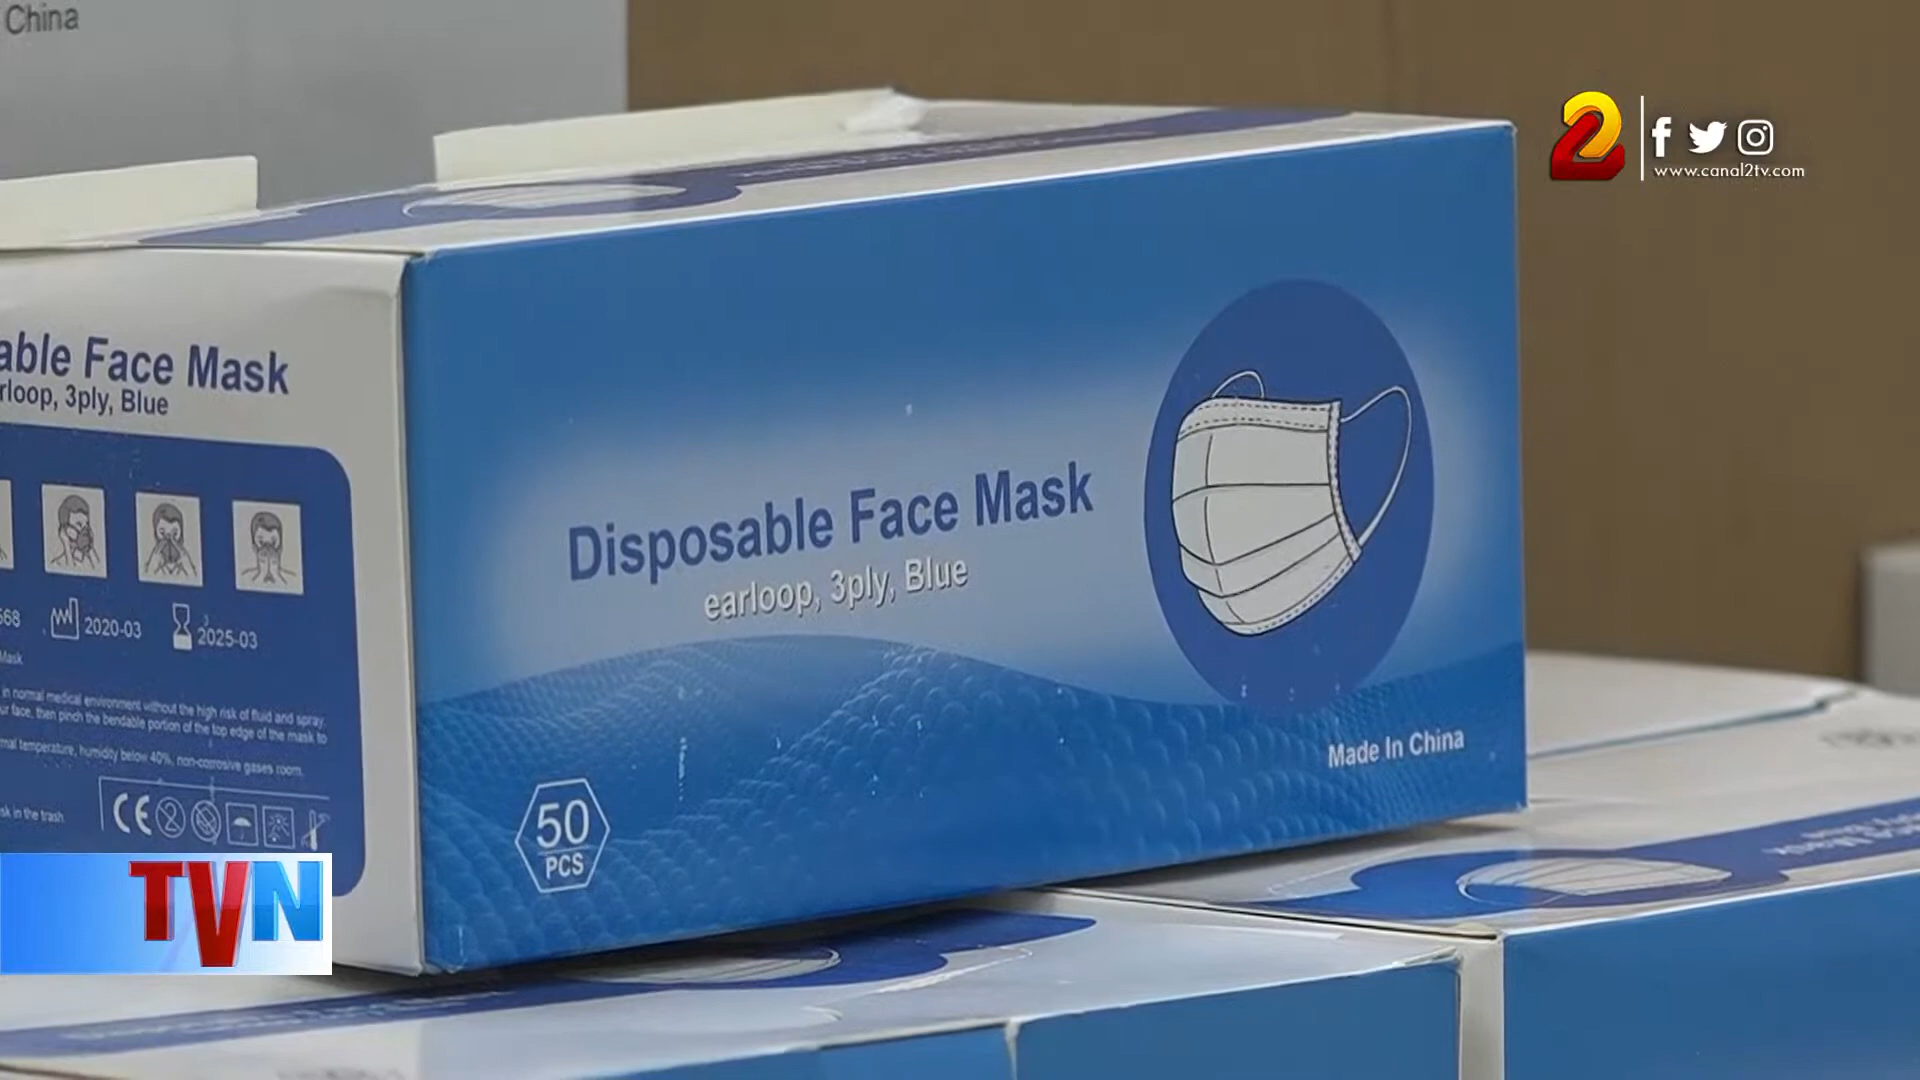 China
2
www.canal2tv.com
able Face Mask
rloop, 3ply, Blue
568
2020-03
2025-03
Mask
in normal medical environment without the high risk of fluid and spray.
ur face, then pinch the bendable portion of the top edge of the mask to
mal temperature, humidity below 40%, non-corrosive gases room.
sk in the trash
CE
2
Disposable Face Mask
earloop, 3ply, Blue
50
PCS
Made In China
TVN